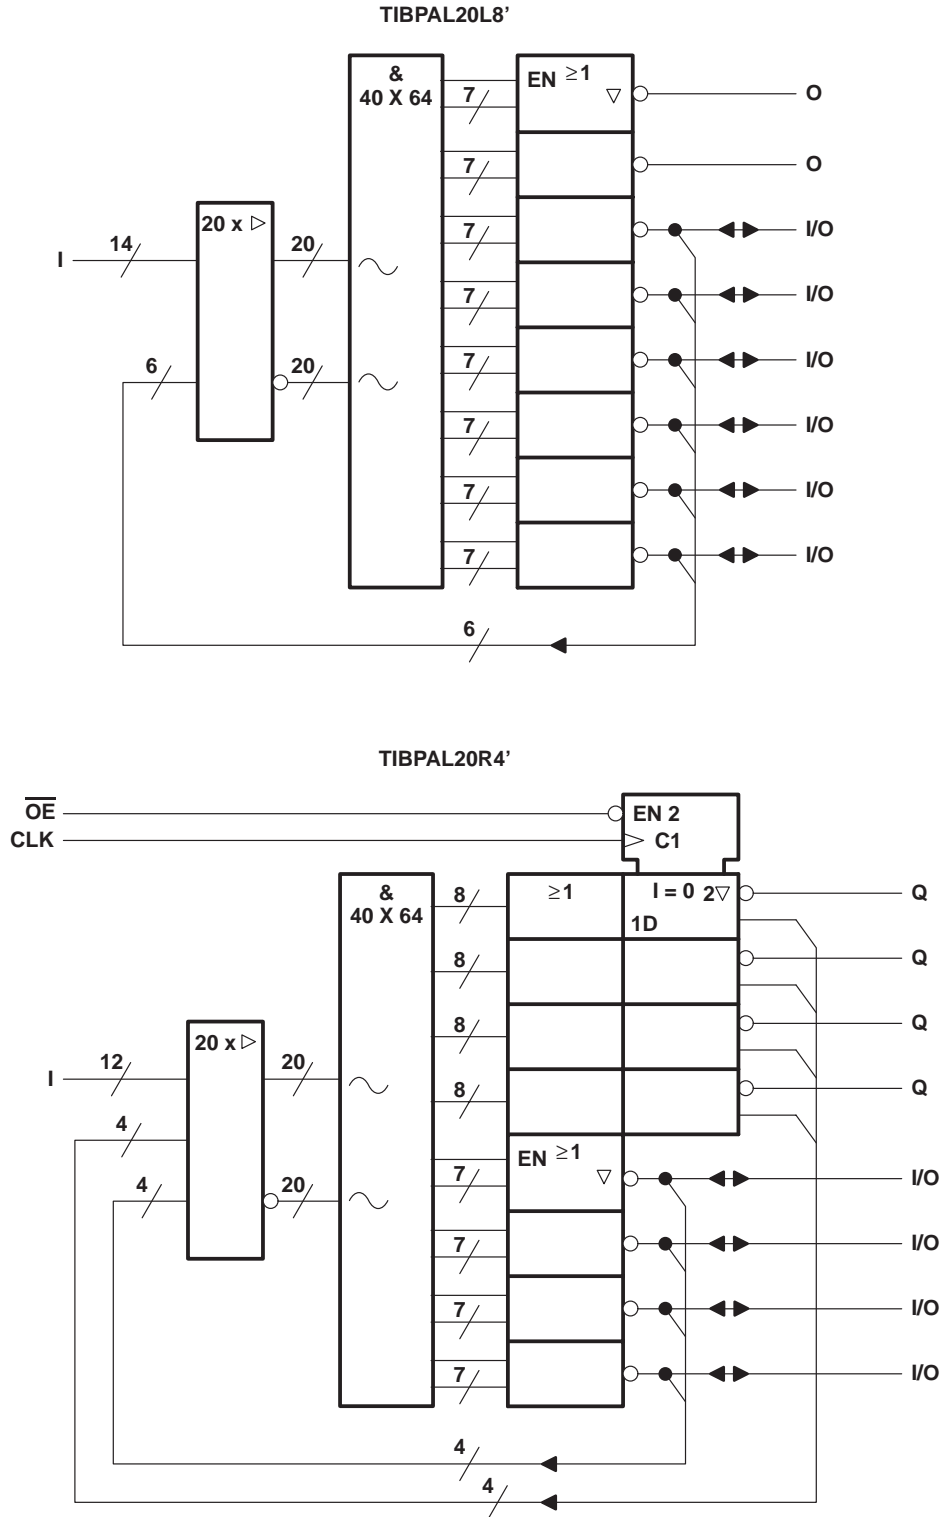 TIBPAL20L8’
&
40 X 64
EN ≥1 ▽
7
O
7
O
20 x ▷
7
I/O
I
14
20
7
I/O
6
20
7
I/O
7
I/O
7
I/O
7
I/O
6
TIBPAL20R4’
OE
EN 2
CLK
C1
&
40 X 64
8
≥1
I = 0 2▽
Q
1D
8
Q
20 x ▷
8
Q
I
12
20
8
Q
4
EN ≥1 ▽
4
20
7
I/O
7
I/O
7
I/O
7
I/O
4
4